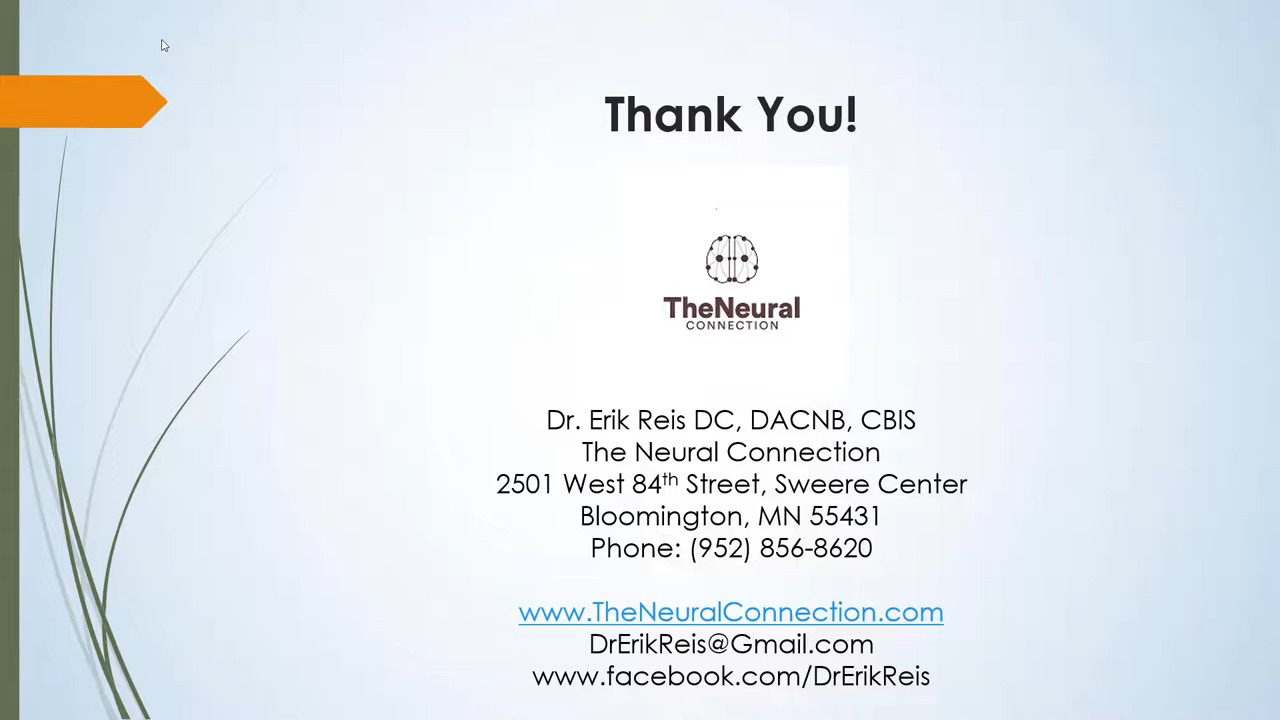 Thank You!
TheNeural
CONNECTION
Dr. Erik Reis DC, DACNB, CBIS
The Neural Connection
2501 West 84th Street, Sweere Center
Bloomington, MN 55431
Phone: (952) 856-8620
www.TheNeuralConnection.com
DrErikReis@Gmail.com
www.facebook.com/DrErikReis